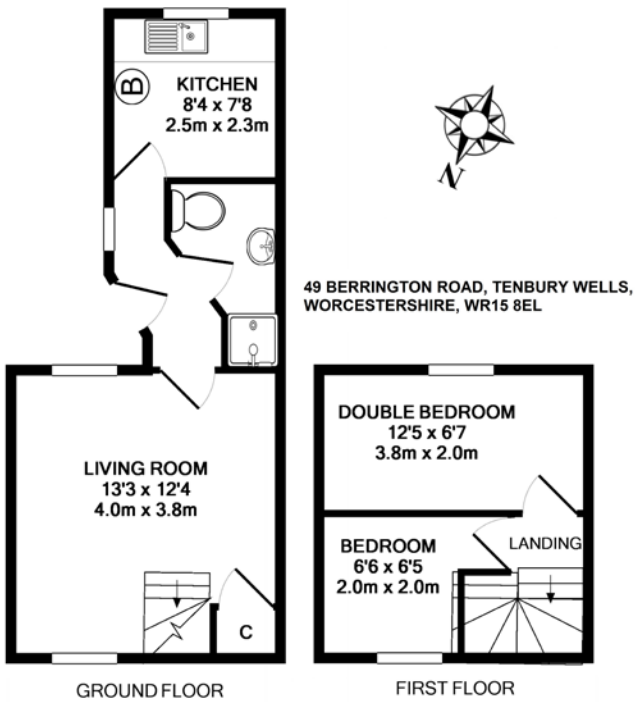 KITCHEN
8'4 x 7'8
2.5m x 2.3m
B
N
49 BERRINGTON ROAD, TENBURY WELLS,
WORCESTERSHIRE, WR15 8EL
LIVING ROOM
13'3 x 12'4
4.0m x 3.8m
C
GROUND FLOOR
DOUBLE BEDROOM
12'5 x 6'7
3.8m x 2.0m
BEDROOM
6'6 x 6'5
2.0m x 2.0m
LANDING
FIRST FLOOR